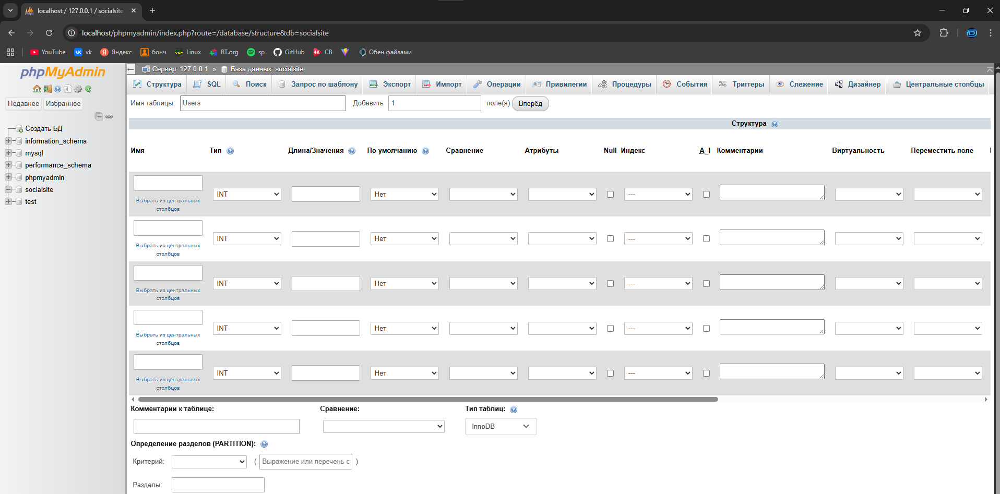 localhost / 127.0.0.1 / socialsite
localhost/phpmyadmin/index.php?route=/database/structure&db=socialsite
YouTube vk Яндекс бонч Linux RT.org sp GitHub СВ Обен файлами
phpMyAdmin
Недавнее Избранное
Создать БД
information_schema
mysql
performance_schema
phpmyadmin
socialsite
test
Сервер: 127.0.0.1 » База данных: socialsite
Структура SQL Поиск Запрос по шаблону Экспорт Импорт Операции Привилегии Процедуры События Триггеры Слежение Дизайнер Центральные столбцы
Имя таблицы: Users Добавить 1 поле(я) Вперёд
Структура
Имя Тип Длина/Значения По умолчанию Сравнение Атрибуты Null Индекс A_I Комментарии Виртуальность Переместить поле
INT Нет ---
Выбрать из центральных
столбцов
INT Нет ---
Выбрать из центральных
столбцов
INT Нет ---
Выбрать из центральных
столбцов
INT Нет ---
Выбрать из центральных
столбцов
INT Нет ---
Выбрать из центральных
столбцов
Комментарии к таблице: Сравнение: Тип таблиц:
InnoDB
Определение разделов (PARTITION):
Критерий: ( Выражение или перечень с )
Разделы: